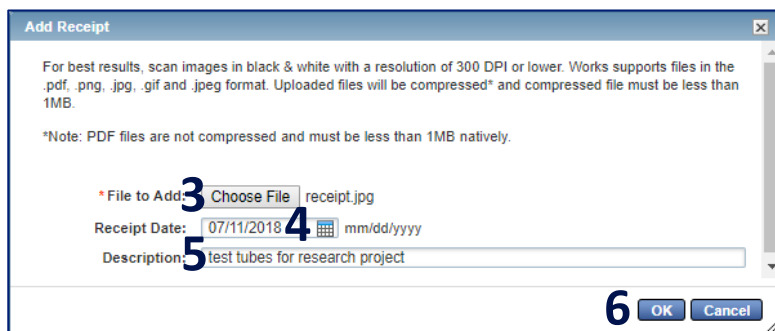 Add Receipt
For best results, scan images in black & white with a resolution of 300 DPI or lower. Works supports files in the
.pdf, .png, .jpg, .gif and .jpeg format. Uploaded files will be compressed* and compressed file must be less than
1MB.
*Note: PDF files are not compressed and must be less than 1MB natively.
*File to Add: 3 Choose File receipt.jpg
Receipt Date: 07/11/2018 4 mm/dd/yyyy
Description: 5 test tubes for research project
6 OK Cancel